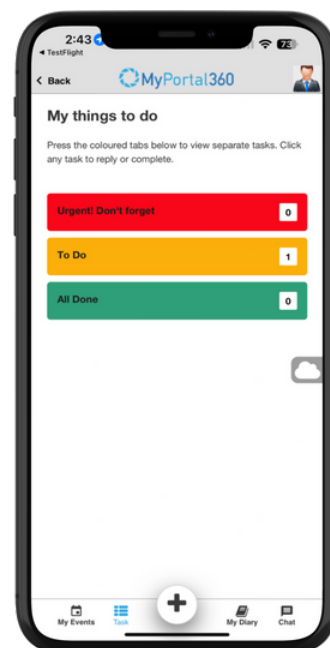 2:43
73
TestFlight
Back
MyPortal360
My things to do
Press the coloured tabs below to view separate tasks. Click
any task to reply or complete.
Urgent! Don't forget 0
To Do 1
All Done 0
My Events Task My Diary Chat